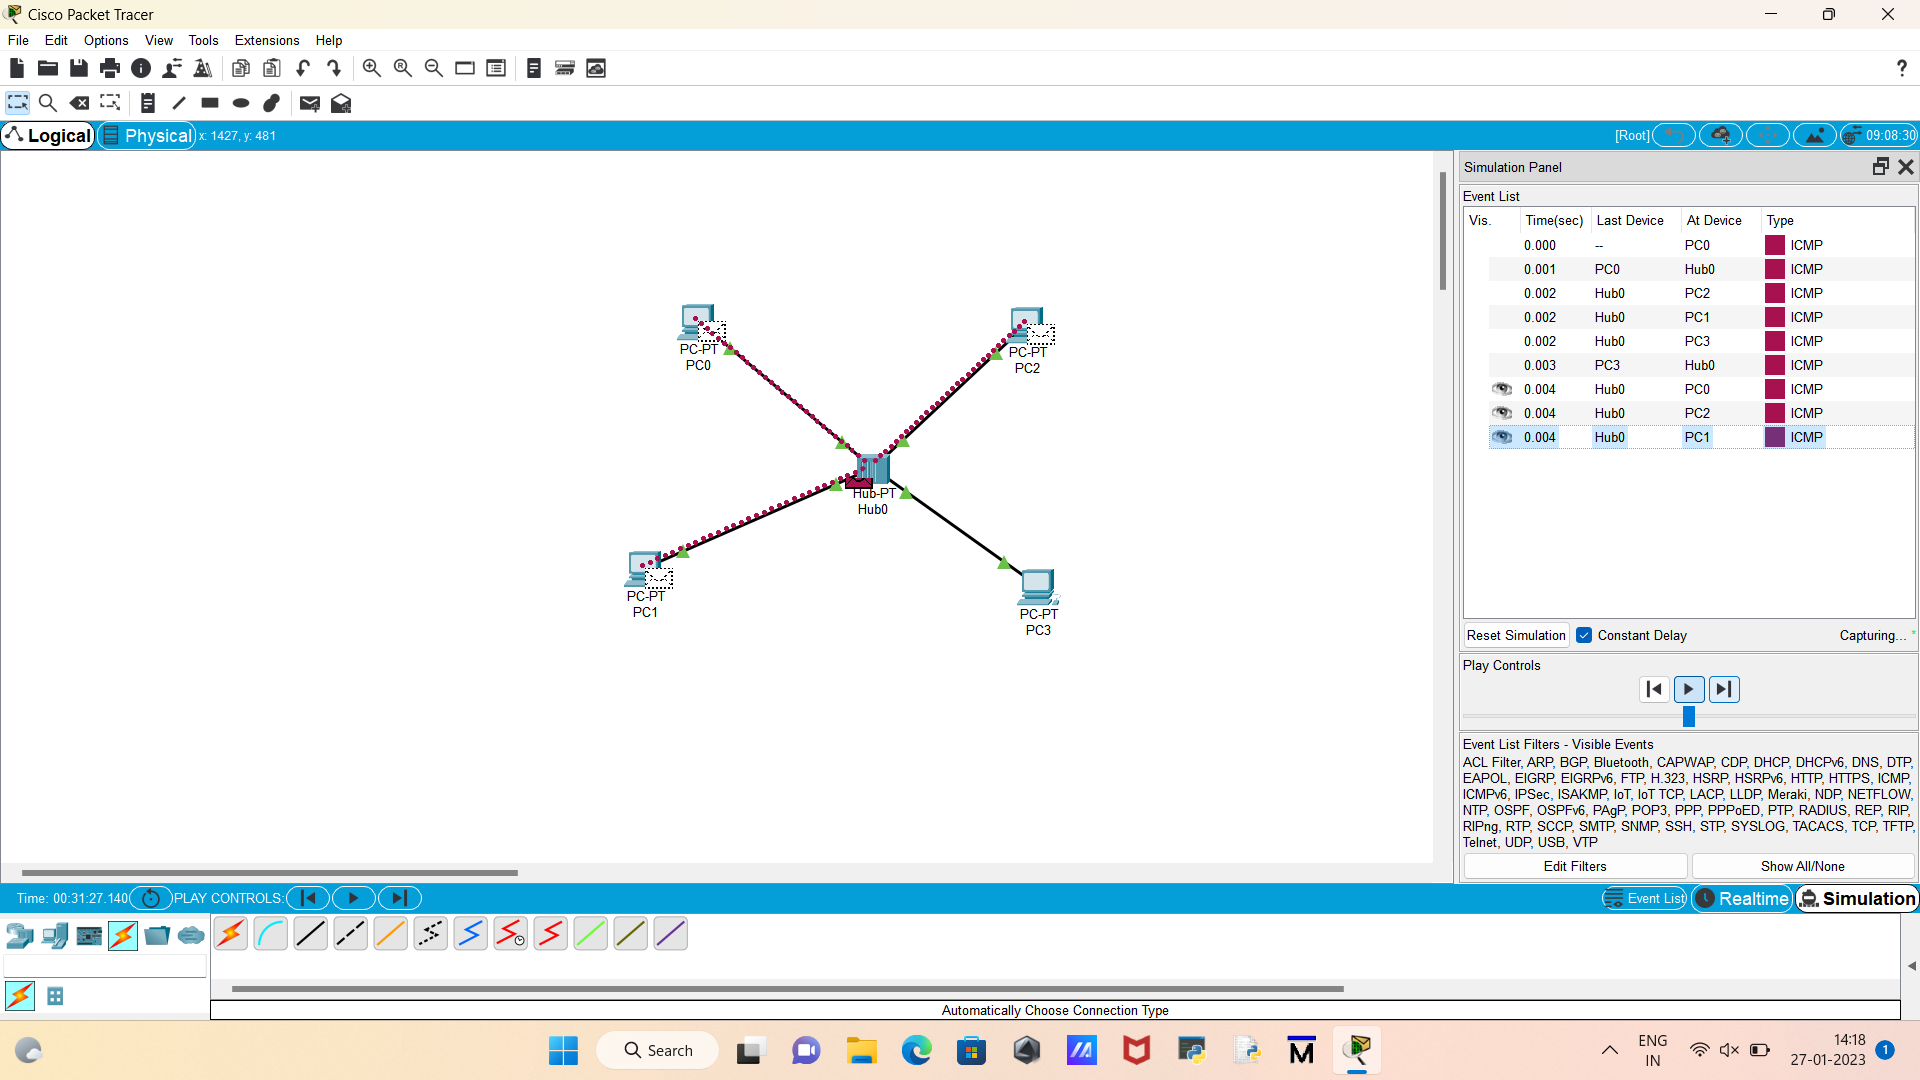 Cisco Packet Tracer
File Edit Options View Tools Extensions Help
?
Logical Physical x: 1427, y: 481 [Root] 09:08:30
Simulation Panel
Event List
Vis. Time(sec) Last Device At Device Type
0.000 -- PC0 ICMP
0.001 PC0 Hub0 ICMP
0.002 Hub0 PC2 ICMP
0.002 Hub0 PC1 ICMP
0.002 Hub0 PC3 ICMP
0.003 PC3 Hub0 ICMP
0.004 Hub0 PC0 ICMP
0.004 Hub0 PC2 ICMP
0.004 Hub0 PC1 ICMP
PC-PT
PC0
PC-PT
PC2
Hub-PT
Hub0
PC-PT
PC1
PC-PT
PC3
Reset Simulation Constant Delay Capturing... *
Play Controls
Event List Filters - Visible Events
ACL Filter, ARP, BGP, Bluetooth, CAPWAP, CDP, DHCP, DHCPv6, DNS, DTP,
EAPOL, EIGRP, EIGRPv6, FTP, H.323, HSRP, HSRPv6, HTTP, HTTPS, ICMP,
ICMPv6, IPSec, ISAKMP, IoT, IoT TCP, LACP, LLDP, Meraki, NDP, NETFLOW,
NTP, OSPF, OSPFv6, PAgP, POP3, PPP, PPPoED, PTP, RADIUS, REP, RIP,
RIPng, RTP, SCCP, SMTP, SNMP, SSH, STP, SYSLOG, TACACS, TCP, TFTP,
Telnet, UDP, USB, VTP
Edit Filters Show All/None
Time: 00:31:27.140 PLAY CONTROLS: Event List Realtime Simulation
Automatically Choose Connection Type
Search
ENG
IN
14:18
27-01-2023
1